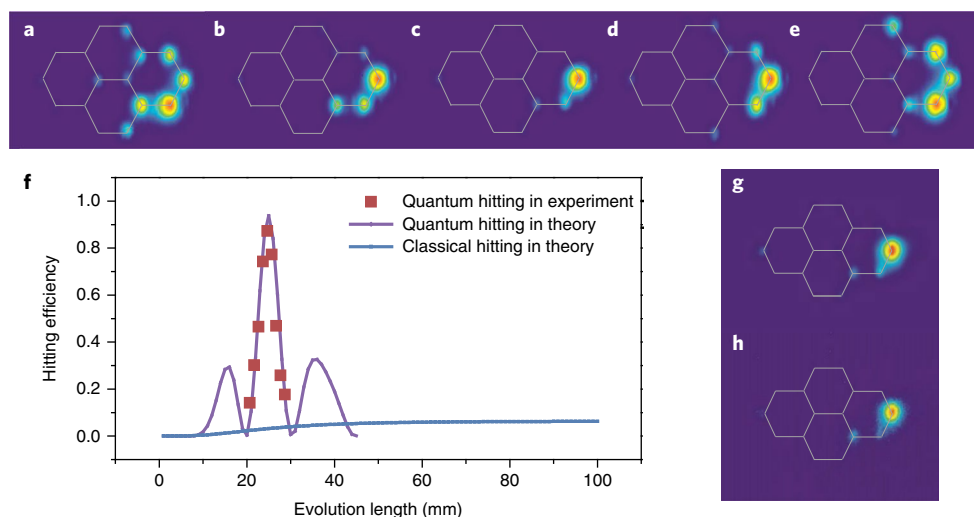 a
b
c
d
e
f
1.0
0.8
0.6
0.4
0.2
0.0
Hitting efficiency
Quantum hitting in experiment
Quantum hitting in theory
Classical hitting in theory
0
20
40
60
80
100
Evolution length (mm)
g
h